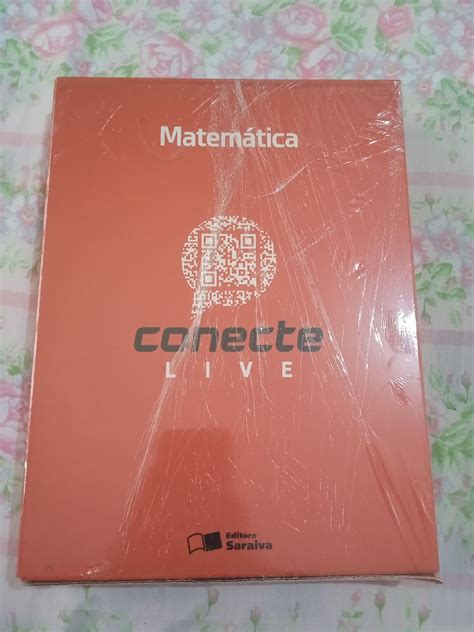 Matemática
conecte
LIVE
Editora
Saraiva